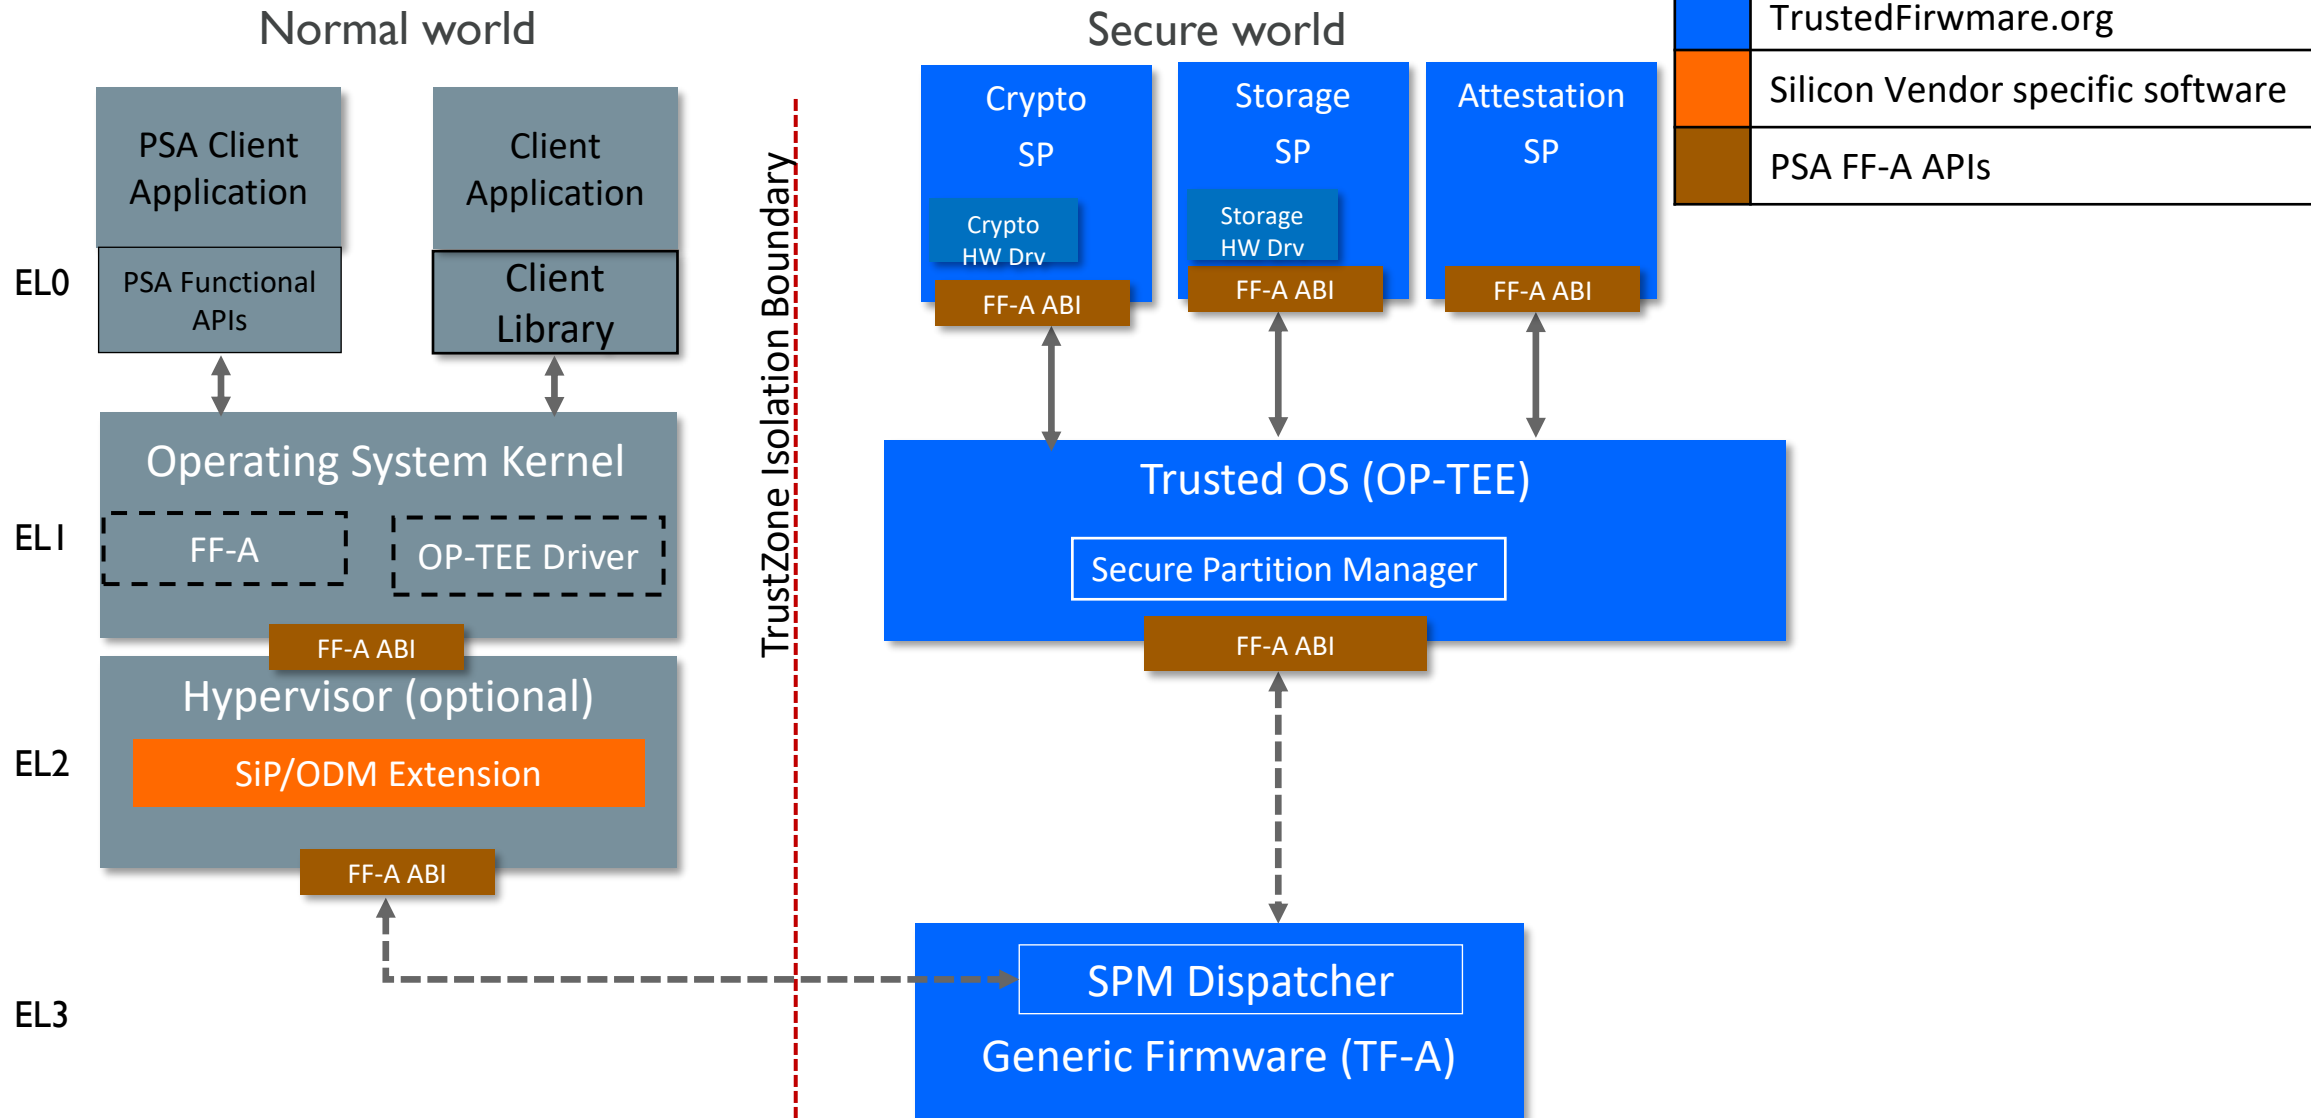 Normal world
Secure world
TrustedFirwmare.org
Silicon Vendor specific software
PSA FF-A APIs
PSA Client
Application
Client
Application
PSA Functional
APIs
Client
Library
EL0
TrustZone Isolation Boundary
Crypto
SP
Crypto
HW Drv
FF-A ABI
Storage
SP
Storage
HW Drv
FF-A ABI
Attestation
SP
FF-A ABI
EL1
Operating System Kernel
FF-A
OP-TEE Driver
FF-A ABI
Trusted OS (OP-TEE)
Secure Partition Manager
FF-A ABI
EL2
Hypervisor (optional)
SiP/ODM Extension
FF-A ABI
EL3
SPM Dispatcher
Generic Firmware (TF-A)